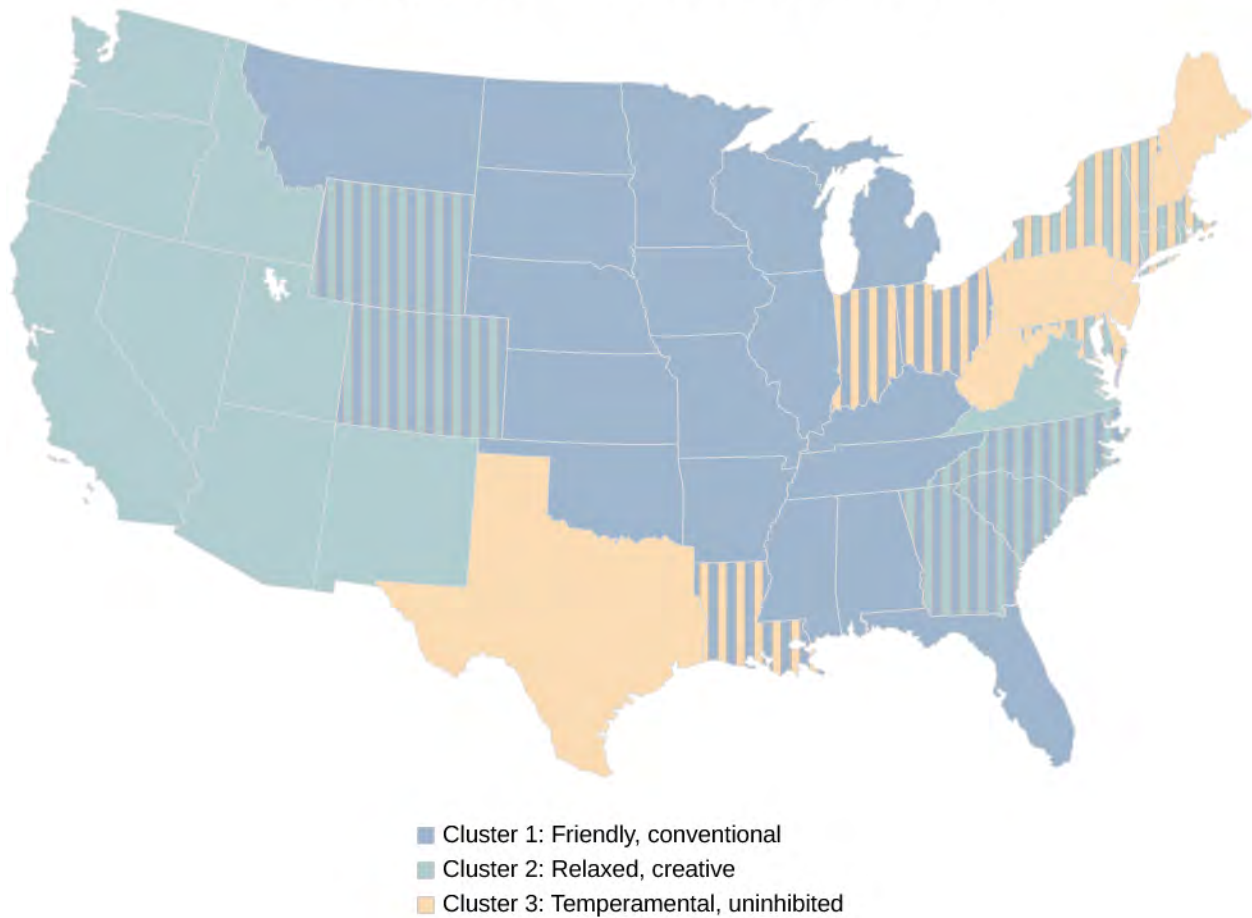 Cluster 1: Friendly, conventional
Cluster 2: Relaxed, creative
Cluster 3: Temperamental, uninhibited